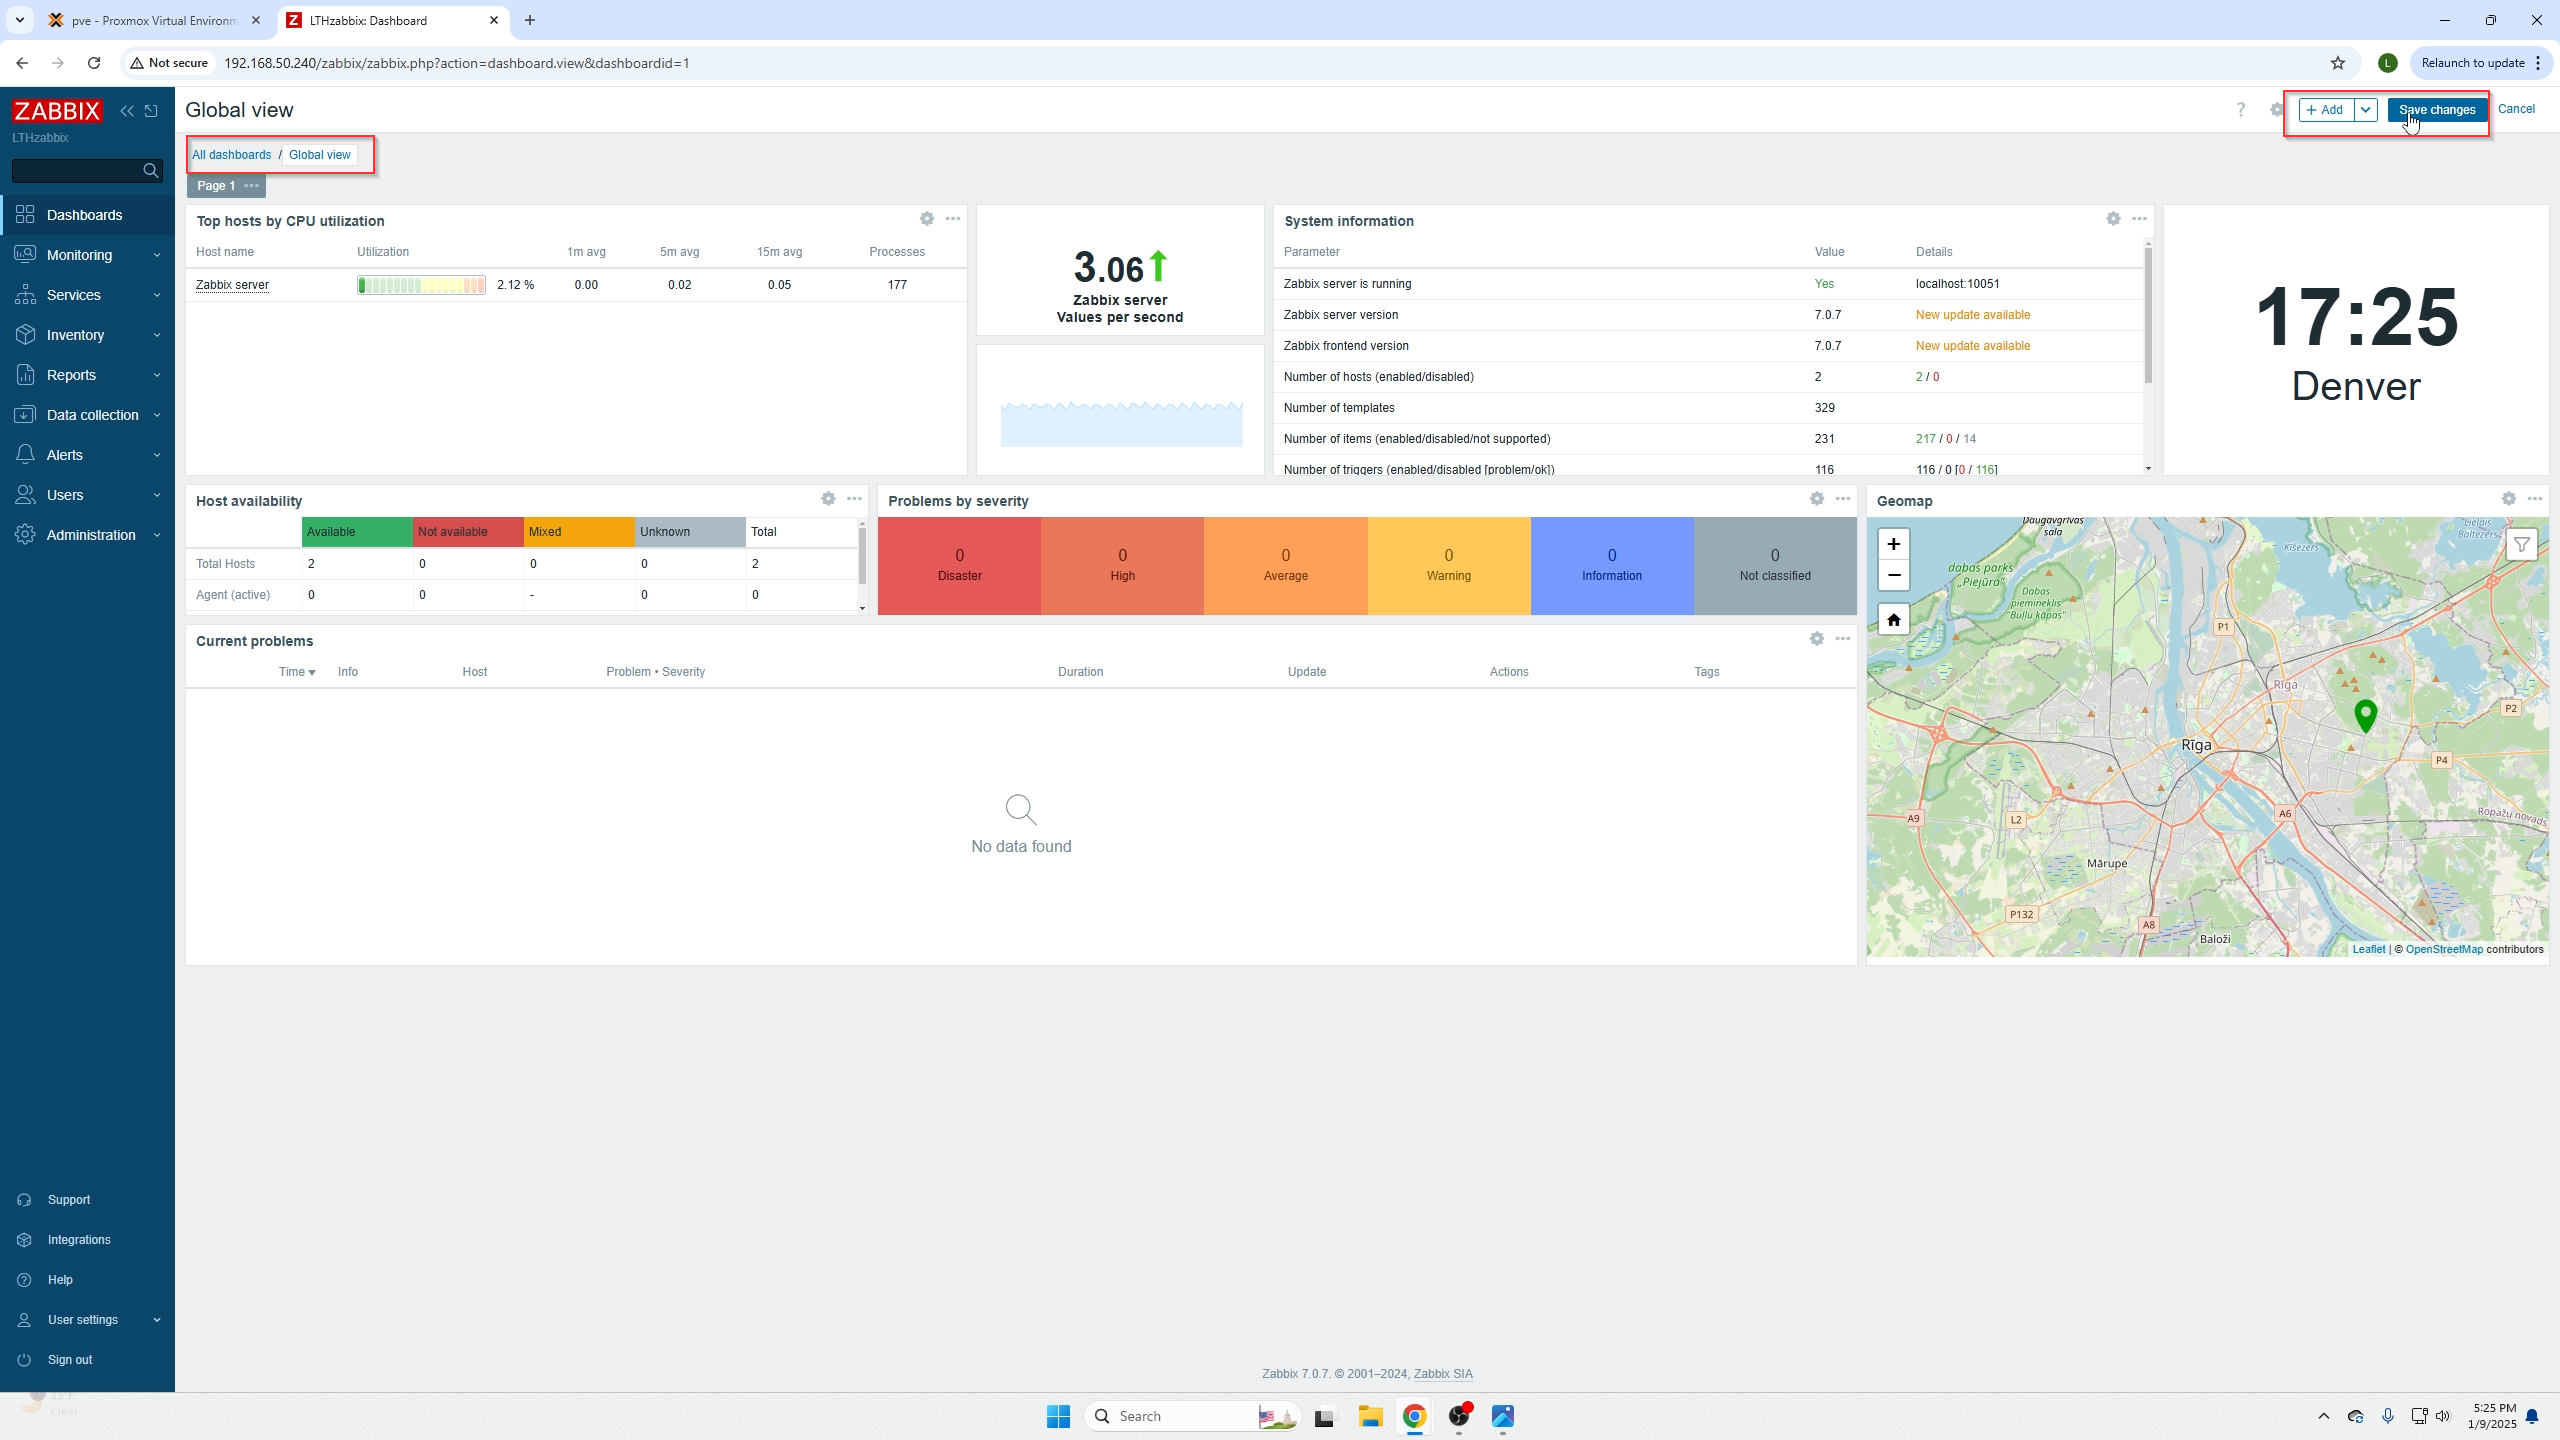 pve - Proxmox Virtual Environm
LTHzabbix: Dashboard
Not secure
192.168.50.240/zabbix/zabbix.php?action=dashboard.view&dashboardid=1
L
Relaunch to update
ZABBIX
LTHzabbix
Global view
? + Add Save changes Cancel
All dashboards / Global view
Page 1
Dashboards
Monitoring
Services
Inventory
Reports
Data collection
Alerts
Users
Administration
Support
Integrations
Help
User settings
Sign out
Top hosts by CPU utilization
Host name Utilization 1m avg 5m avg 15m avg Processes
Zabbix server 2.12 % 0.00 0.02 0.05 177
3.06
Zabbix server
Values per second
System information
Parameter Value Details
Zabbix server is running Yes localhost:10051
Zabbix server version 7.0.7 New update available
Zabbix frontend version 7.0.7 New update available
Number of hosts (enabled/disabled) 2 2 / 0
Number of templates 329
Number of items (enabled/disabled/not supported) 231 217 / 0 / 14
Number of triggers (enabled/disabled [problem/ok]) 116 116 / 0 [0 / 116]
17:25
Denver
Host availability
Available Not available Mixed Unknown Total
Total Hosts 2 0 0 0 2
Agent (active) 0 0 - 0 0
Problems by severity
0 0 0 0 0 0
Disaster High Average Warning Information Not classified
Current problems
Time Info Host Problem • Severity Duration Update Actions Tags
No data found
Geomap
+
−
Daugavgrīvas
sala
Ķīšezers
Lielais
Baltezers
dabas parks
„Piejūra"
Dabas
piemineklis
"Buļļu kāpas"
P1
Rīga
P2
Rīga
P4
A9
L2
A6
Ropažu novads
Mārupe
P132
A8
Baloži
Leaflet | © OpenStreetMap contributors
Zabbix 7.0.7. © 2001–2024, Zabbix SIA
35°F
Clear
Search
5:25 PM
1/9/2025